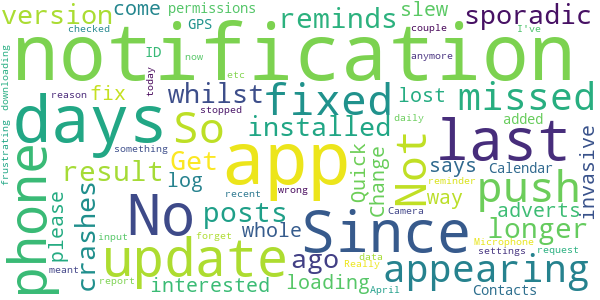 version come permissions reminds slew sporadic
GPS
checked ID now couple I've
notification
downloading today whilst fixed lost missed
reason fix etc anymore
days stopped installed daily added last
something
So
frustrating
phone result Get app Not says Calendar invasive
log Quick Change way reminder
recent wrong
please crashes No posts Since push
Camera
whole longer adverts
input forget Microphone
update ago settings request
meant data
Really
appearing
report interested loading April Contacts